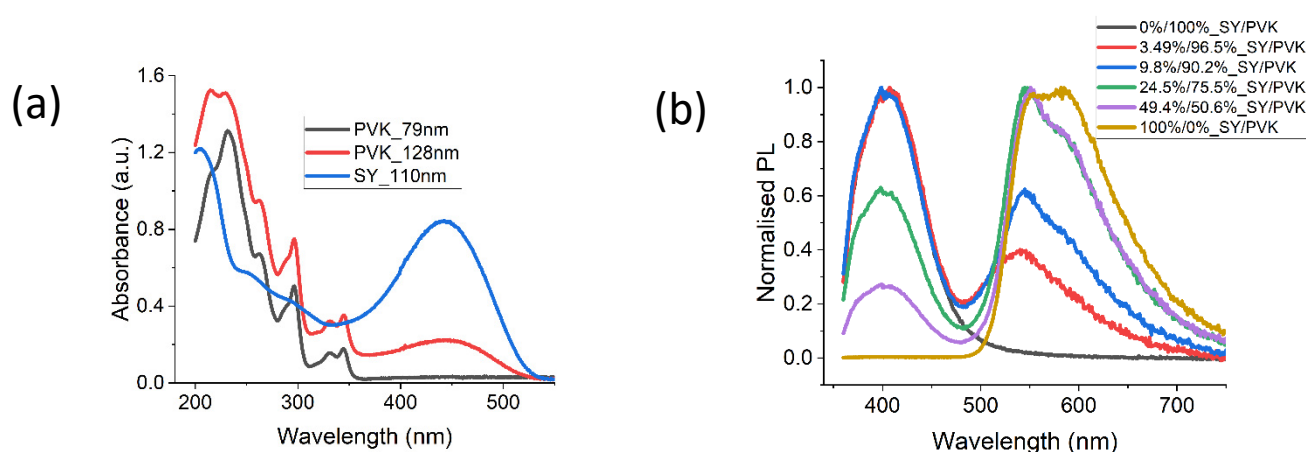 (a)
Absorbance (a.u.)
1.6
1.2
0.8
0.4
0.0
PVK_79nm
PVK_128nm
SY_110nm
200
300
400
500
Wavelength (nm)
(b)
Normalised PL
1.0
0.8
0.6
0.4
0.2
0.0
0%/100%_SY/PVK
3.49%/96.5%_SY/PVK
9.8%/90.2%_SY/PVK
24.5%/75.5%_SY/PVK
49.4%/50.6%_SY/PVK
100%/0%_SY/PVK
400
500
600
700
Wavelength (nm)